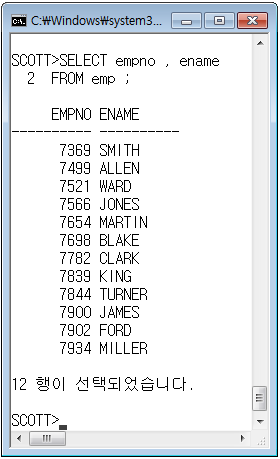 C:\Windows\system3...
SCOTT>SELECT empno , ename
2 FROM emp ;
EMPNO ENAME
---------- ----------
7369 SMITH
7499 ALLEN
7521 WARD
7566 JONES
7654 MARTIN
7698 BLAKE
7782 CLARK
7839 KING
7844 TURNER
7900 JAMES
7902 FORD
7934 MILLER
12 행이 선택되었습니다.
SCOTT>